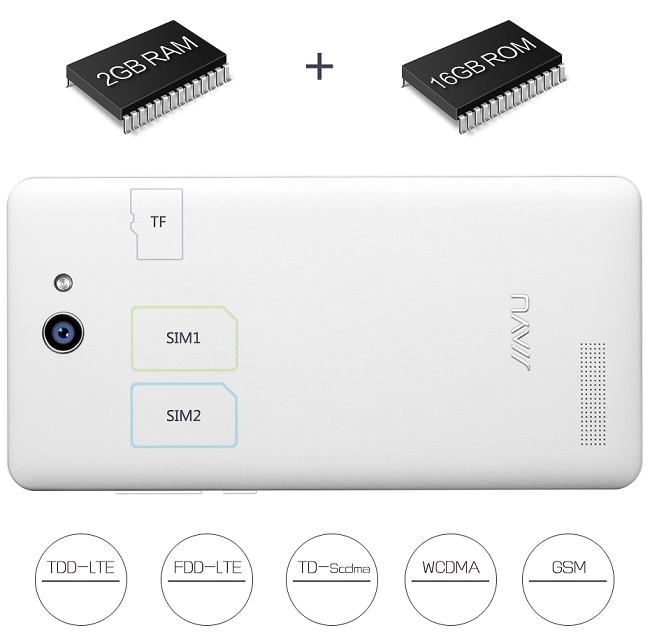 2GB RAM
+
16GB ROM
TF
SIM1
SIM2
JIAYU
TDD-LTE
FDD-LTE
TD-Scdma
WCDMA
GSM